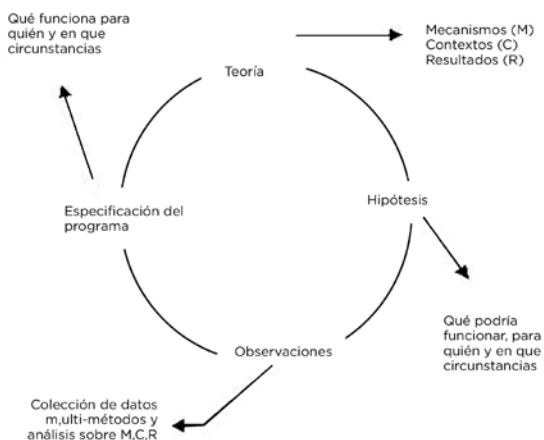 Qué funciona para
quién y en que
circunstancias
Mecanismos (M)
Contextos (C)
Resultados (R)
Teoría
Hipótesis
Especificación del
programa
Qué podría
funcionar, para
quién y en que
circunstancias
Observaciones
Colección de datos
m,ulti-métodos y
análisis sobre M,C,R